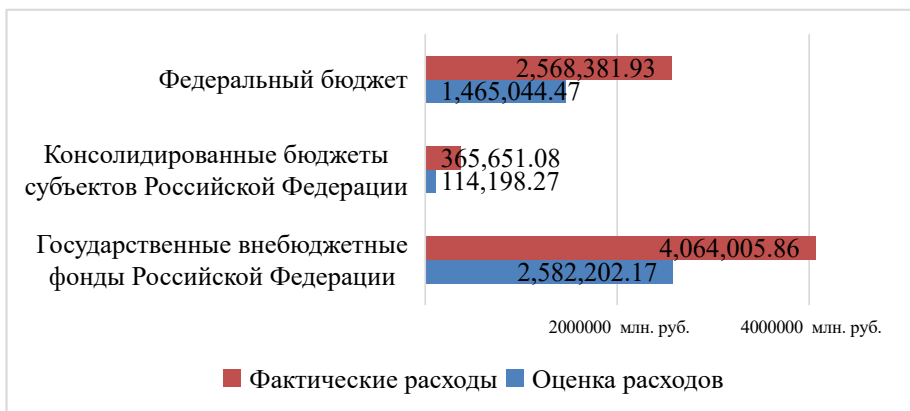 Федеральный бюджет
2,568,381.93
1,465,044.47
Консолидированные бюджеты
субъектов Российской Федерации
365,651.08
114,198.27
Государственные внебюджетные
фонды Российской Федерации
4,064,005.86
2,582,202.17
2000000 млн. руб. 4000000 млн. руб.
Фактические расходы Оценка расходов